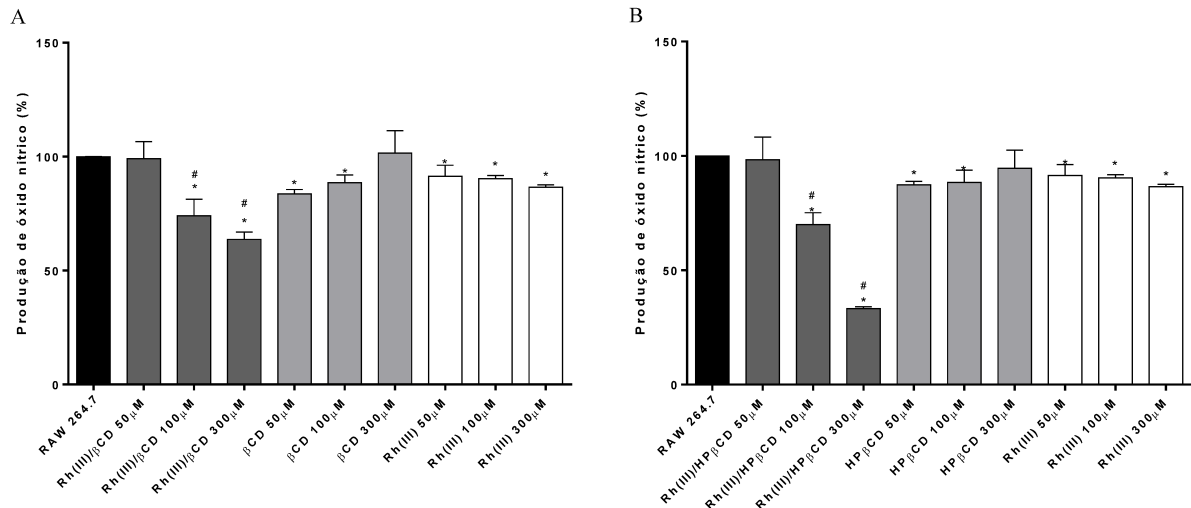 A
Produção de óxido nítrico (%)
150
100
50
0
#
*
#
*
*
*
*
*
*
RAW 264.7
Rh(III)/βCD 50μM
Rh(III)/βCD 100μM
Rh(III)/βCD 300μM
βCD 50μM
βCD 100μM
βCD 300μM
Rh(III) 50μM
Rh(III) 100μM
Rh(III) 300μM
B
Produção de óxido nítrico (%)
150
100
50
0
#
*
#
*
*
*
*
*
*
RAW 264.7
Rh(III)/HPβCD 50μM
Rh(III)/HPβCD 100μM
Rh(III)/HPβCD 300μM
HPβCD 50μM
HPβCD 100μM
HPβCD 300μM
Rh(III) 50μM
Rh(III) 100μM
Rh(III) 300μM